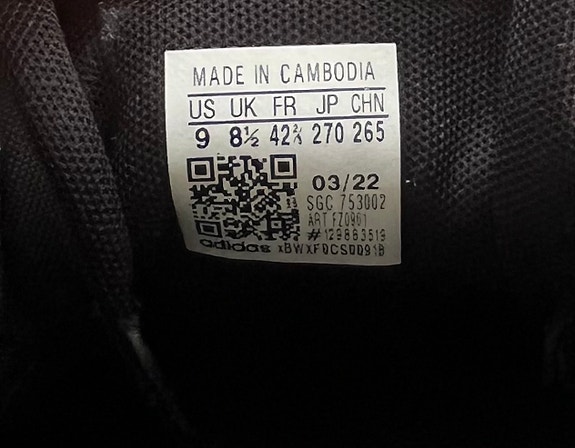 MADE IN CAMBODIA
US UK FR JP CHN
9 8½ 42⅔ 270 265
03/22
SGC 753002
ART FZ0961
#129863519
adidas xBWXF0CS0D91B